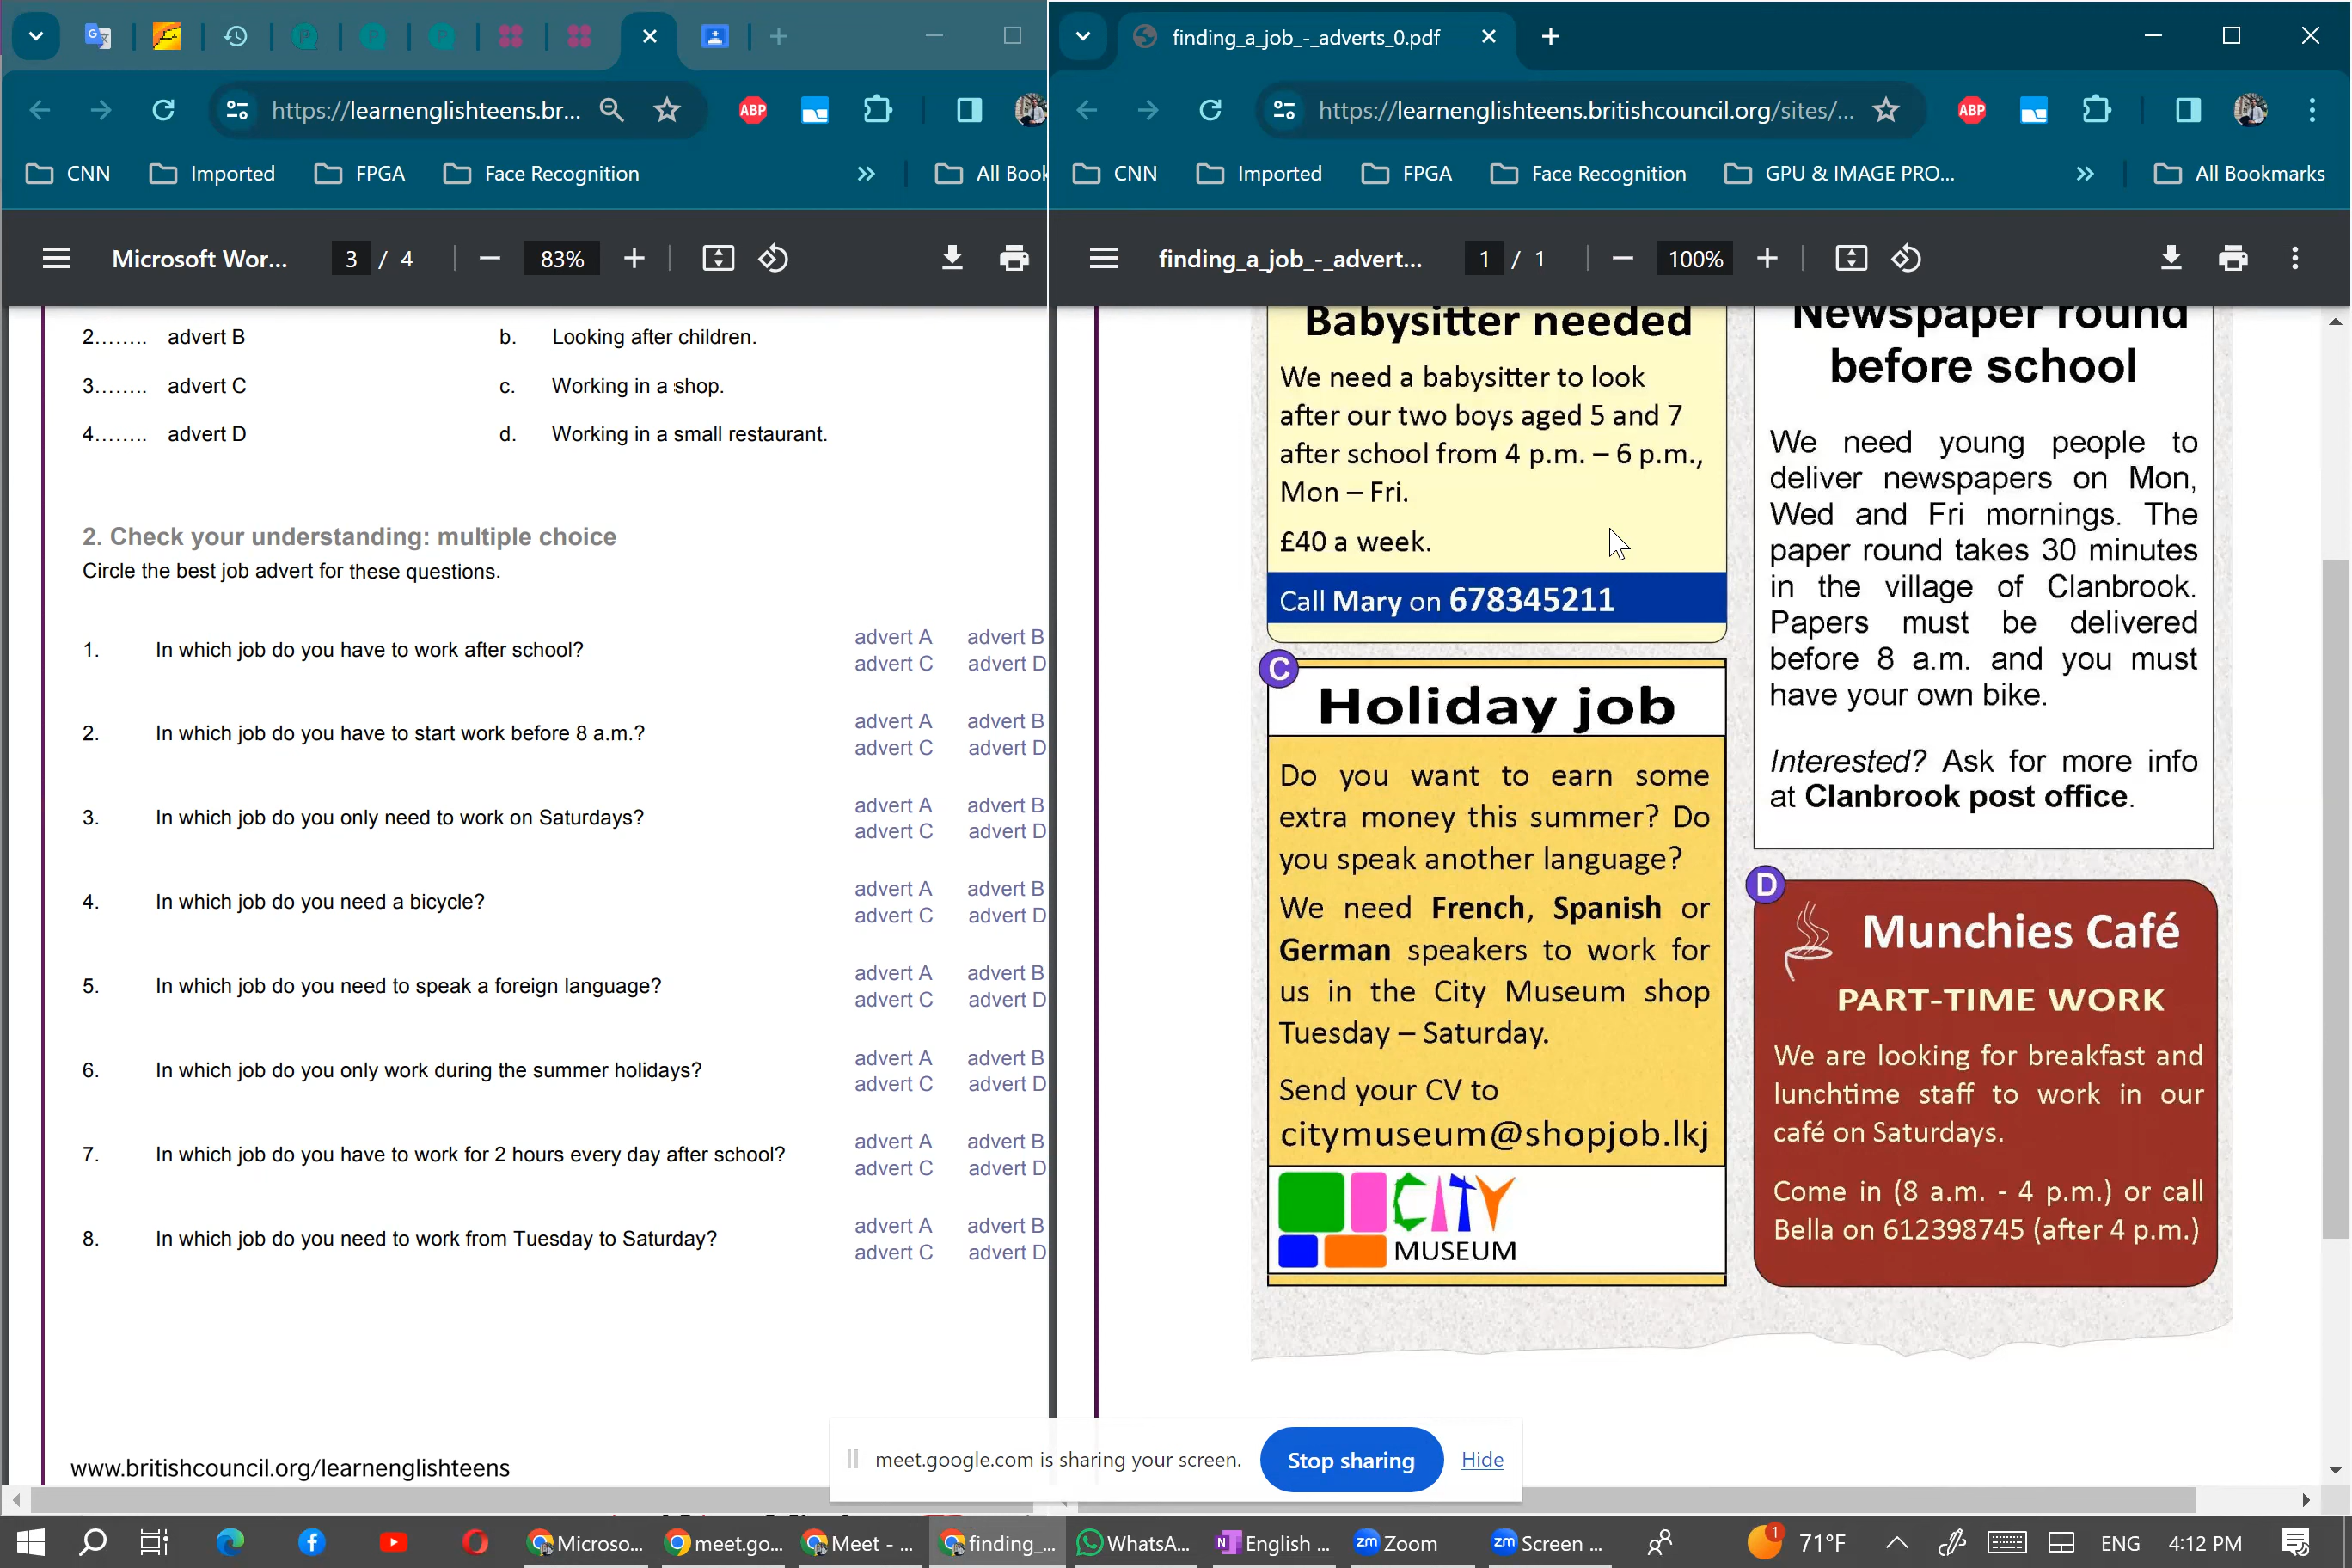 finding_a_job_-_adverts_0.pdf
https://learnenglishteens.br...
ABP
https://learnenglishteens.britishcouncil.org/sites/...
ABP
CNN
Imported
FPGA
Face Recognition
All Book
CNN
Imported
FPGA
Face Recognition
GPU & IMAGE PRO...
All Bookmarks
Microsoft Wor...
3 / 4
83%
finding_a_job_-_advert...
1 / 1
100%
2........ advert B b. Looking after children.
3........ advert C c. Working in a shop.
4........ advert D d. Working in a small restaurant.
2. Check your understanding: multiple choice
Circle the best job advert for these questions.
1. In which job do you have to work after school?
advert A advert B
advert C advert D
2. In which job do you have to start work before 8 a.m.?
advert A advert B
advert C advert D
3. In which job do you only need to work on Saturdays?
advert A advert B
advert C advert D
4. In which job do you need a bicycle?
advert A advert B
advert C advert D
5. In which job do you need to speak a foreign language?
advert A advert B
advert C advert D
6. In which job do you only work during the summer holidays?
advert A advert B
advert C advert D
7. In which job do you have to work for 2 hours every day after school?
advert A advert B
advert C advert D
8. In which job do you need to work from Tuesday to Saturday?
advert A advert B
advert C advert D
www.britishcouncil.org/learnenglishteens
Babysitter needed
We need a babysitter to look
after our two boys aged 5 and 7
after school from 4 p.m. – 6 p.m.,
Mon – Fri.
£40 a week.
Call Mary on 678345211
Newspaper round
before school
We need young people to
deliver newspapers on Mon,
Wed and Fri mornings. The
paper round takes 30 minutes
in the village of Clanbrook.
Papers must be delivered
before 8 a.m. and you must
have your own bike.
Interested? Ask for more info
at Clanbrook post office.
C
Holiday job
Do you want to earn some
extra money this summer? Do
you speak another language?
We need French, Spanish or
German speakers to work for
us in the City Museum shop
Tuesday – Saturday.
Send your CV to
citymuseum@shopjob.lkj
CITY
MUSEUM
D
Munchies Café
PART-TIME WORK
We are looking for breakfast and
lunchtime staff to work in our
café on Saturdays.
Come in (8 a.m. - 4 p.m.) or call
Bella on 612398745 (after 4 p.m.)
meet.google.com is sharing your screen.
Stop sharing
Hide
Microso...
meet.go...
Meet - ...
finding_...
WhatsA...
English ...
zm Zoom
zm Screen ...
1
71°F
ENG
4:12 PM